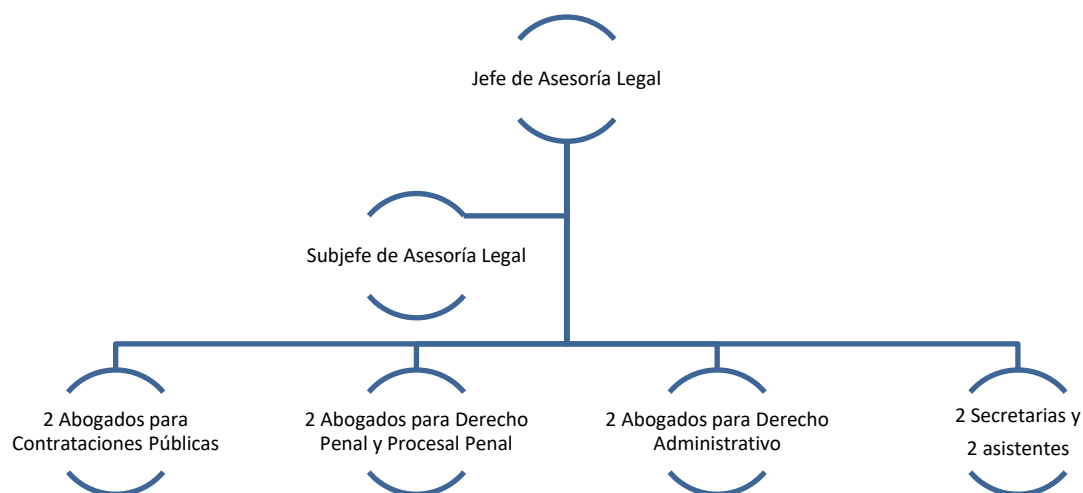 Jefe de Asesoría Legal
Subjefe de Asesoría Legal
2 Abogados para
Contrataciones Públicas
2 Abogados para Derecho
Penal y Procesal Penal
2 Abogados para Derecho
Administrativo
2 Secretarias y
2 asistentes